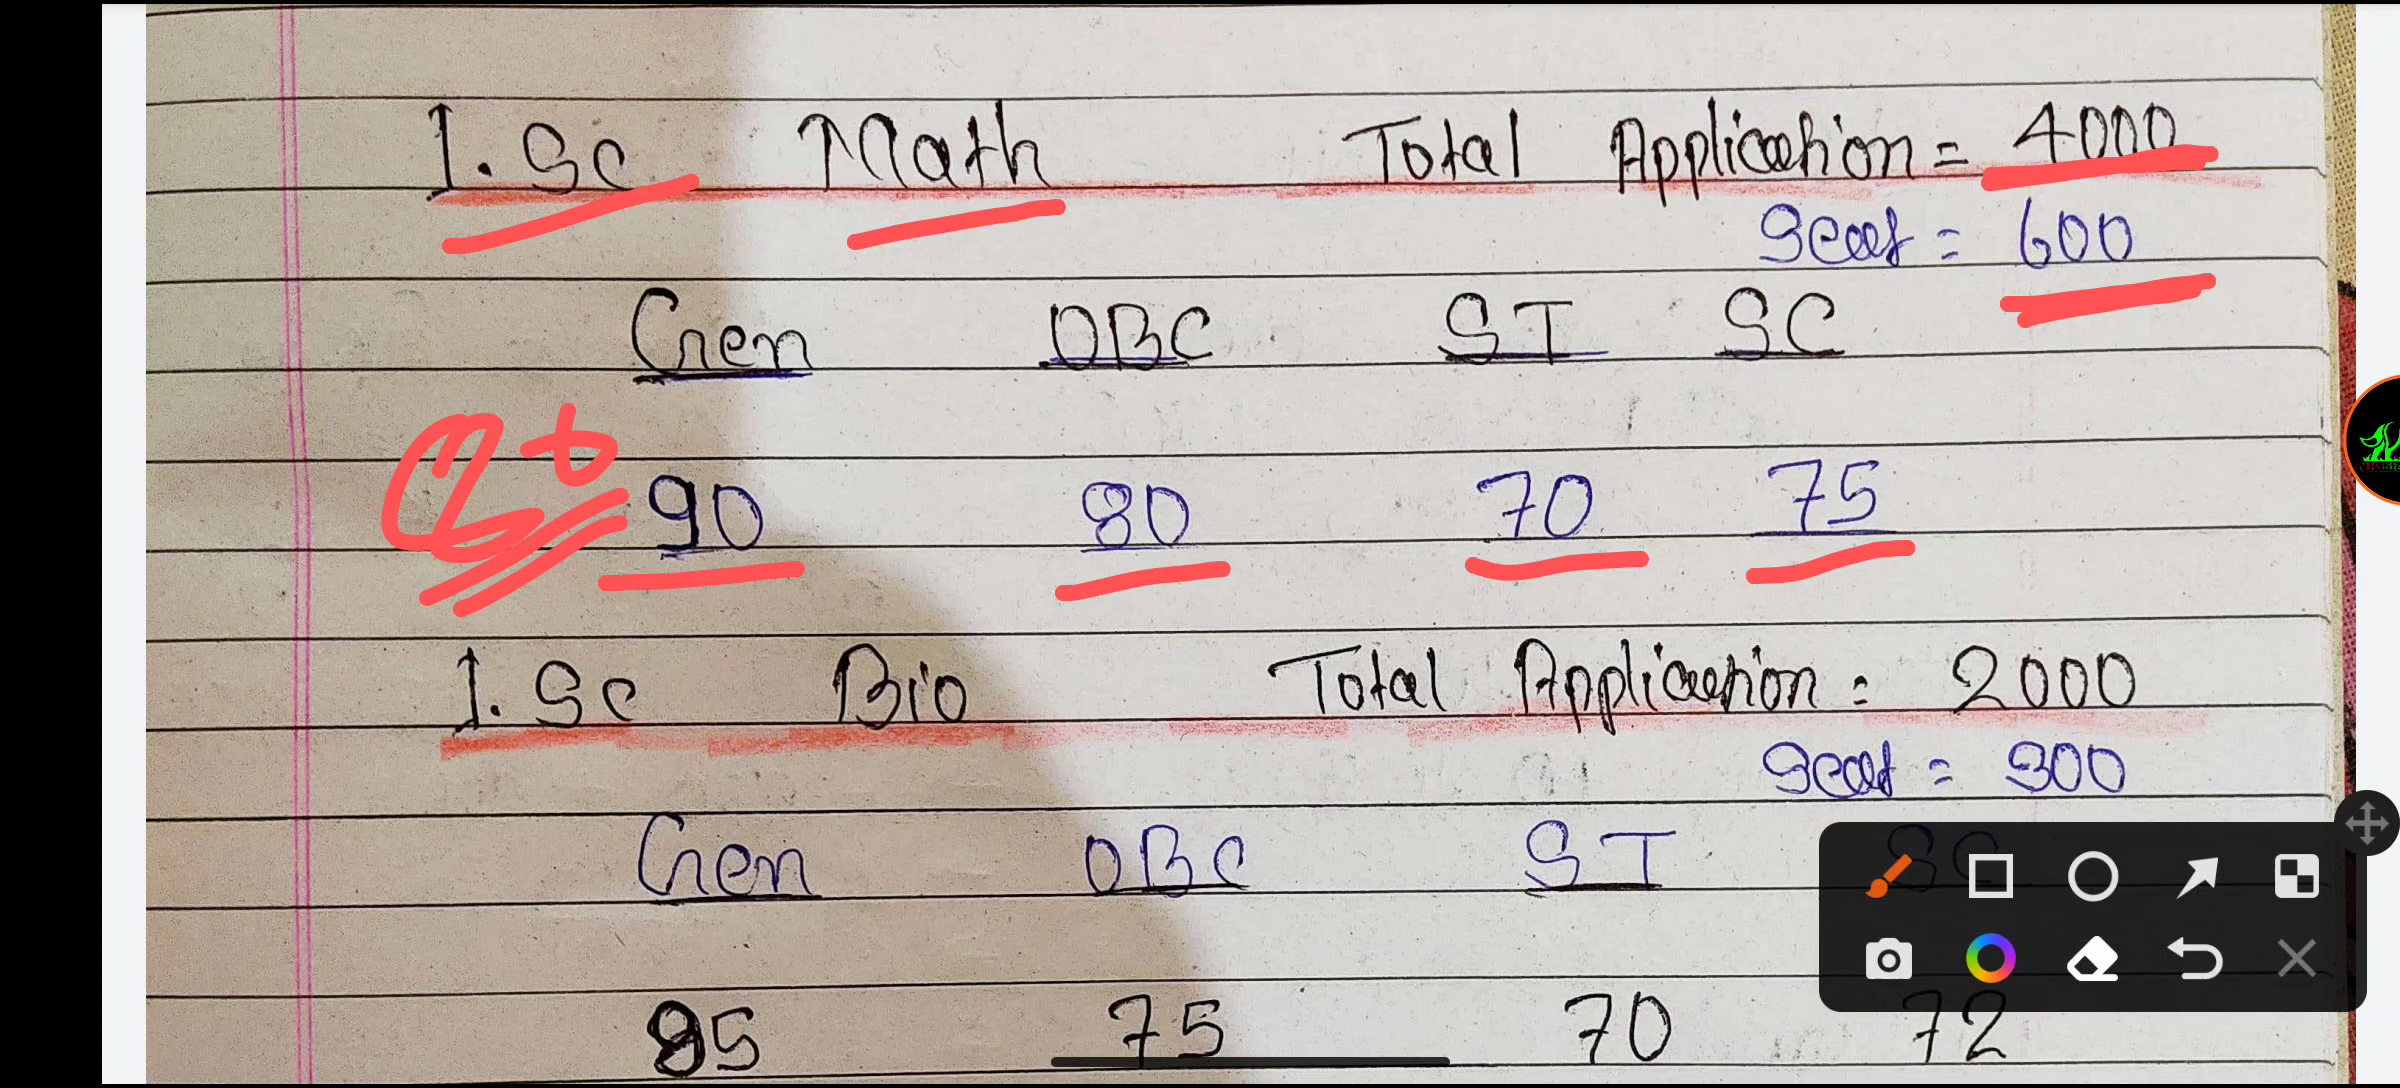 I. Sc Math Total Application = 4000
Seat = 600
Gen OBC ST SC
90 80 70 75
I. Sc Bio Total Application = 2000
Seat = 300
Gen OBC ST SC
85 75 70 72